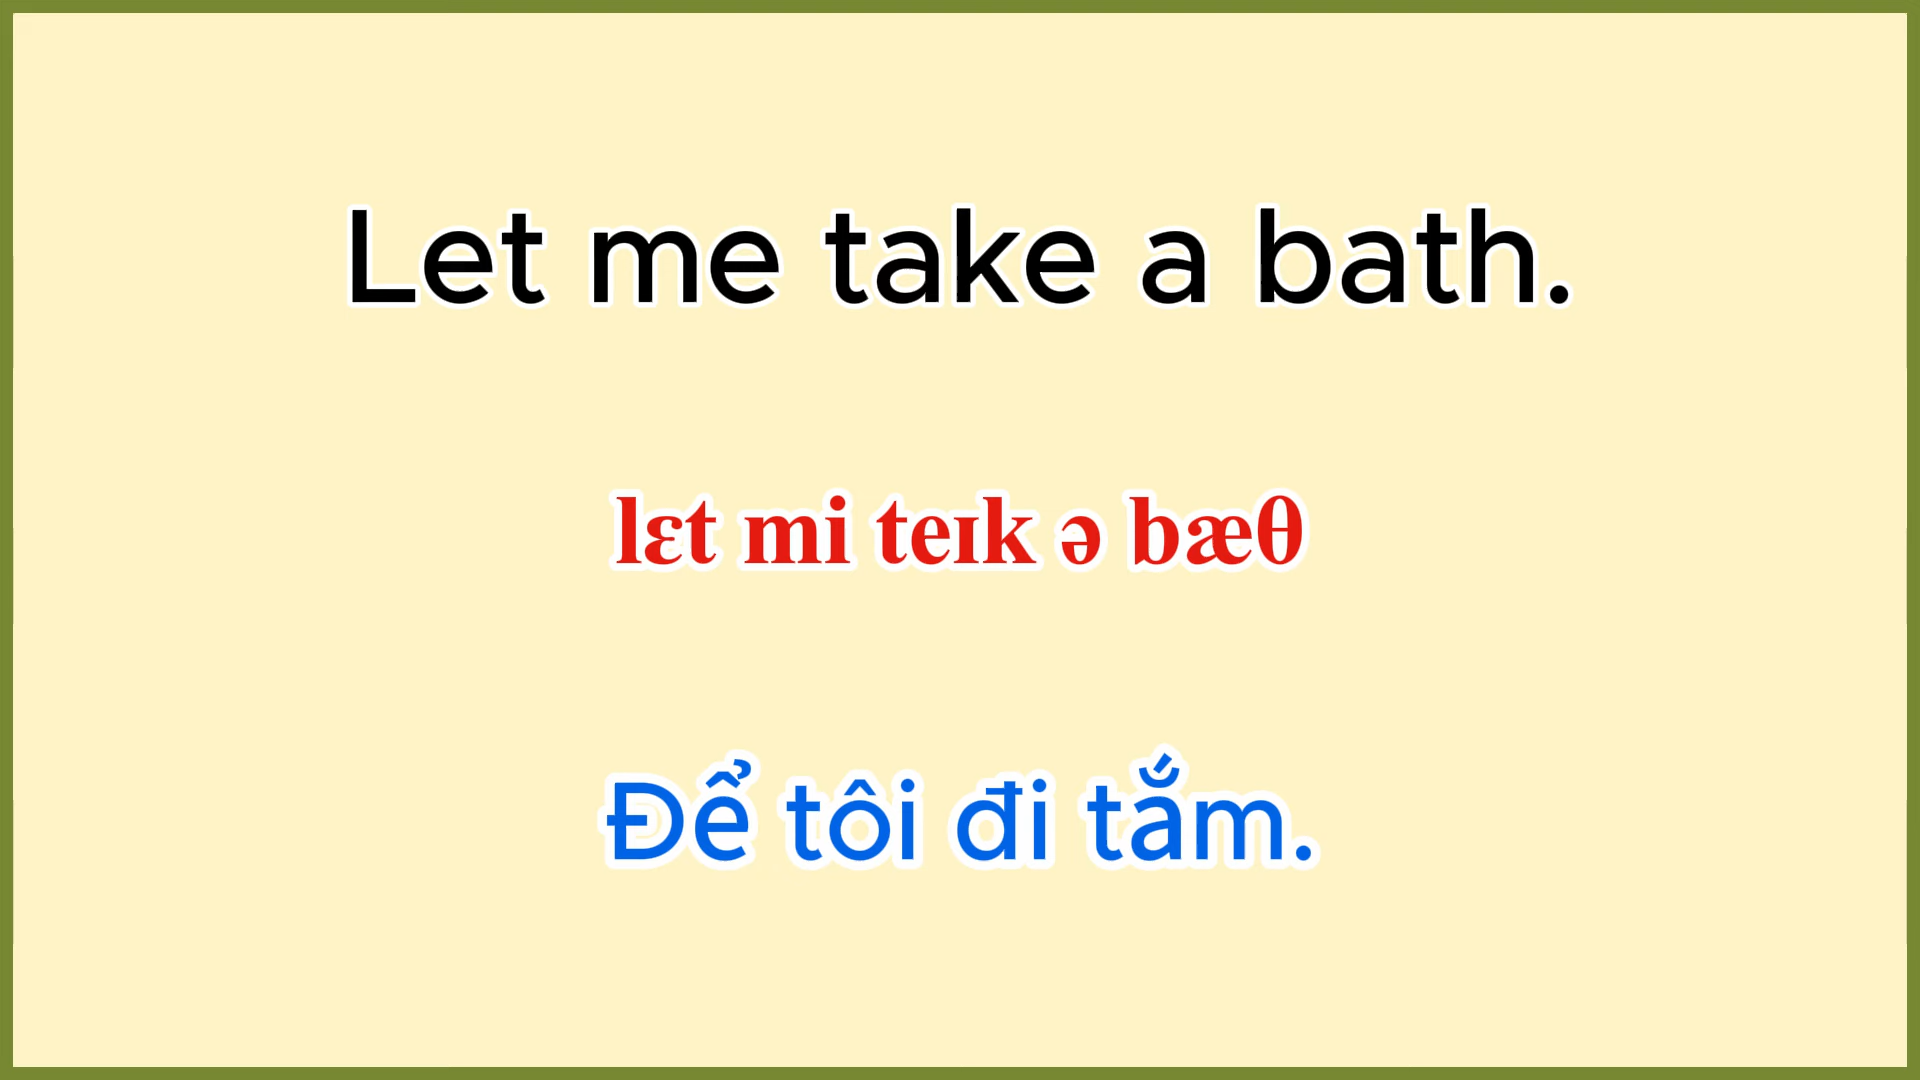 Let me take a bath.
lɛt mi teɪk ə bæθ
Để tôi đi tắm.